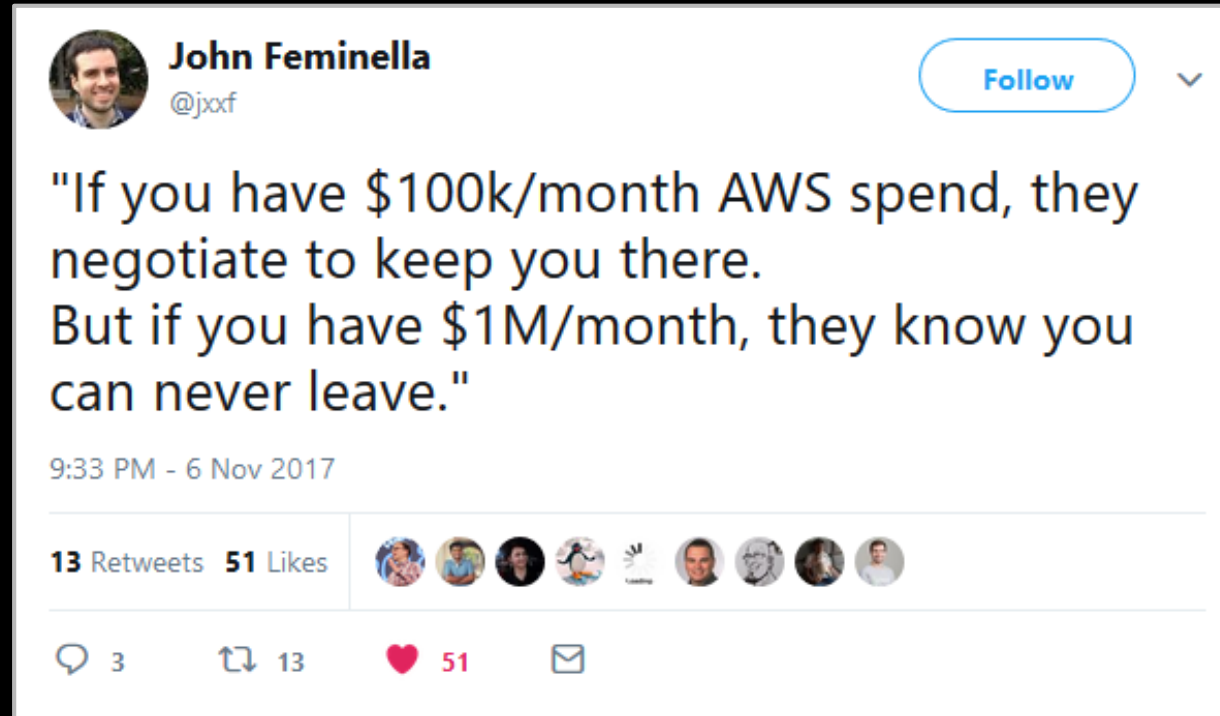 John Feminella
@jxxf
Follow
"If you have $100k/month AWS spend, they
negotiate to keep you there.
But if you have $1M/month, they know you
can never leave."
9:33 PM - 6 Nov 2017
13 Retweets 51 Likes
Loading
3 13 51